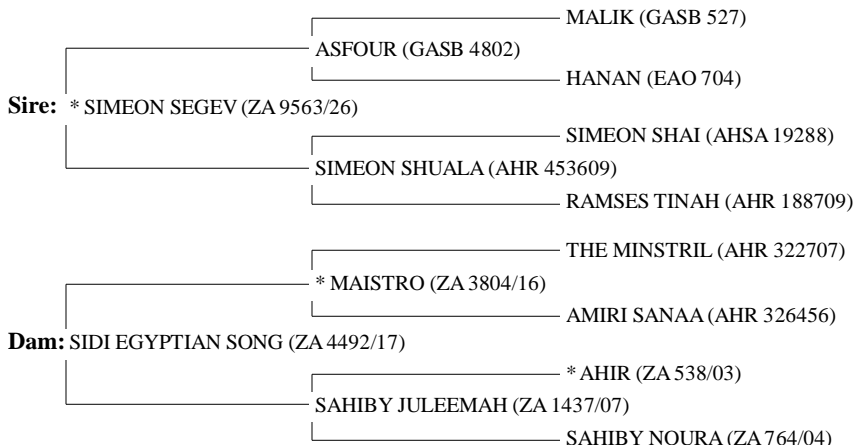 MALIK (GASB 527)
ASFOUR (GASB 4802)
HANAN (EAO 704)
Sire: * SIMEON SEGEV (ZA 9563/26)
SIMEON SHAI (AHSA 19288)
SIMEON SHUALA (AHR 453609)
RAMSES TINAH (AHR 188709)
THE MINSTRIL (AHR 322707)
* MAISTRO (ZA 3804/16)
AMIRI SANAA (AHR 326456)
Dam: SIDI EGYPTIAN SONG (ZA 4492/17)
* AHIR (ZA 538/03)
SAHIBY JULEEMAH (ZA 1437/07)
SAHIBY NOURA (ZA 764/04)